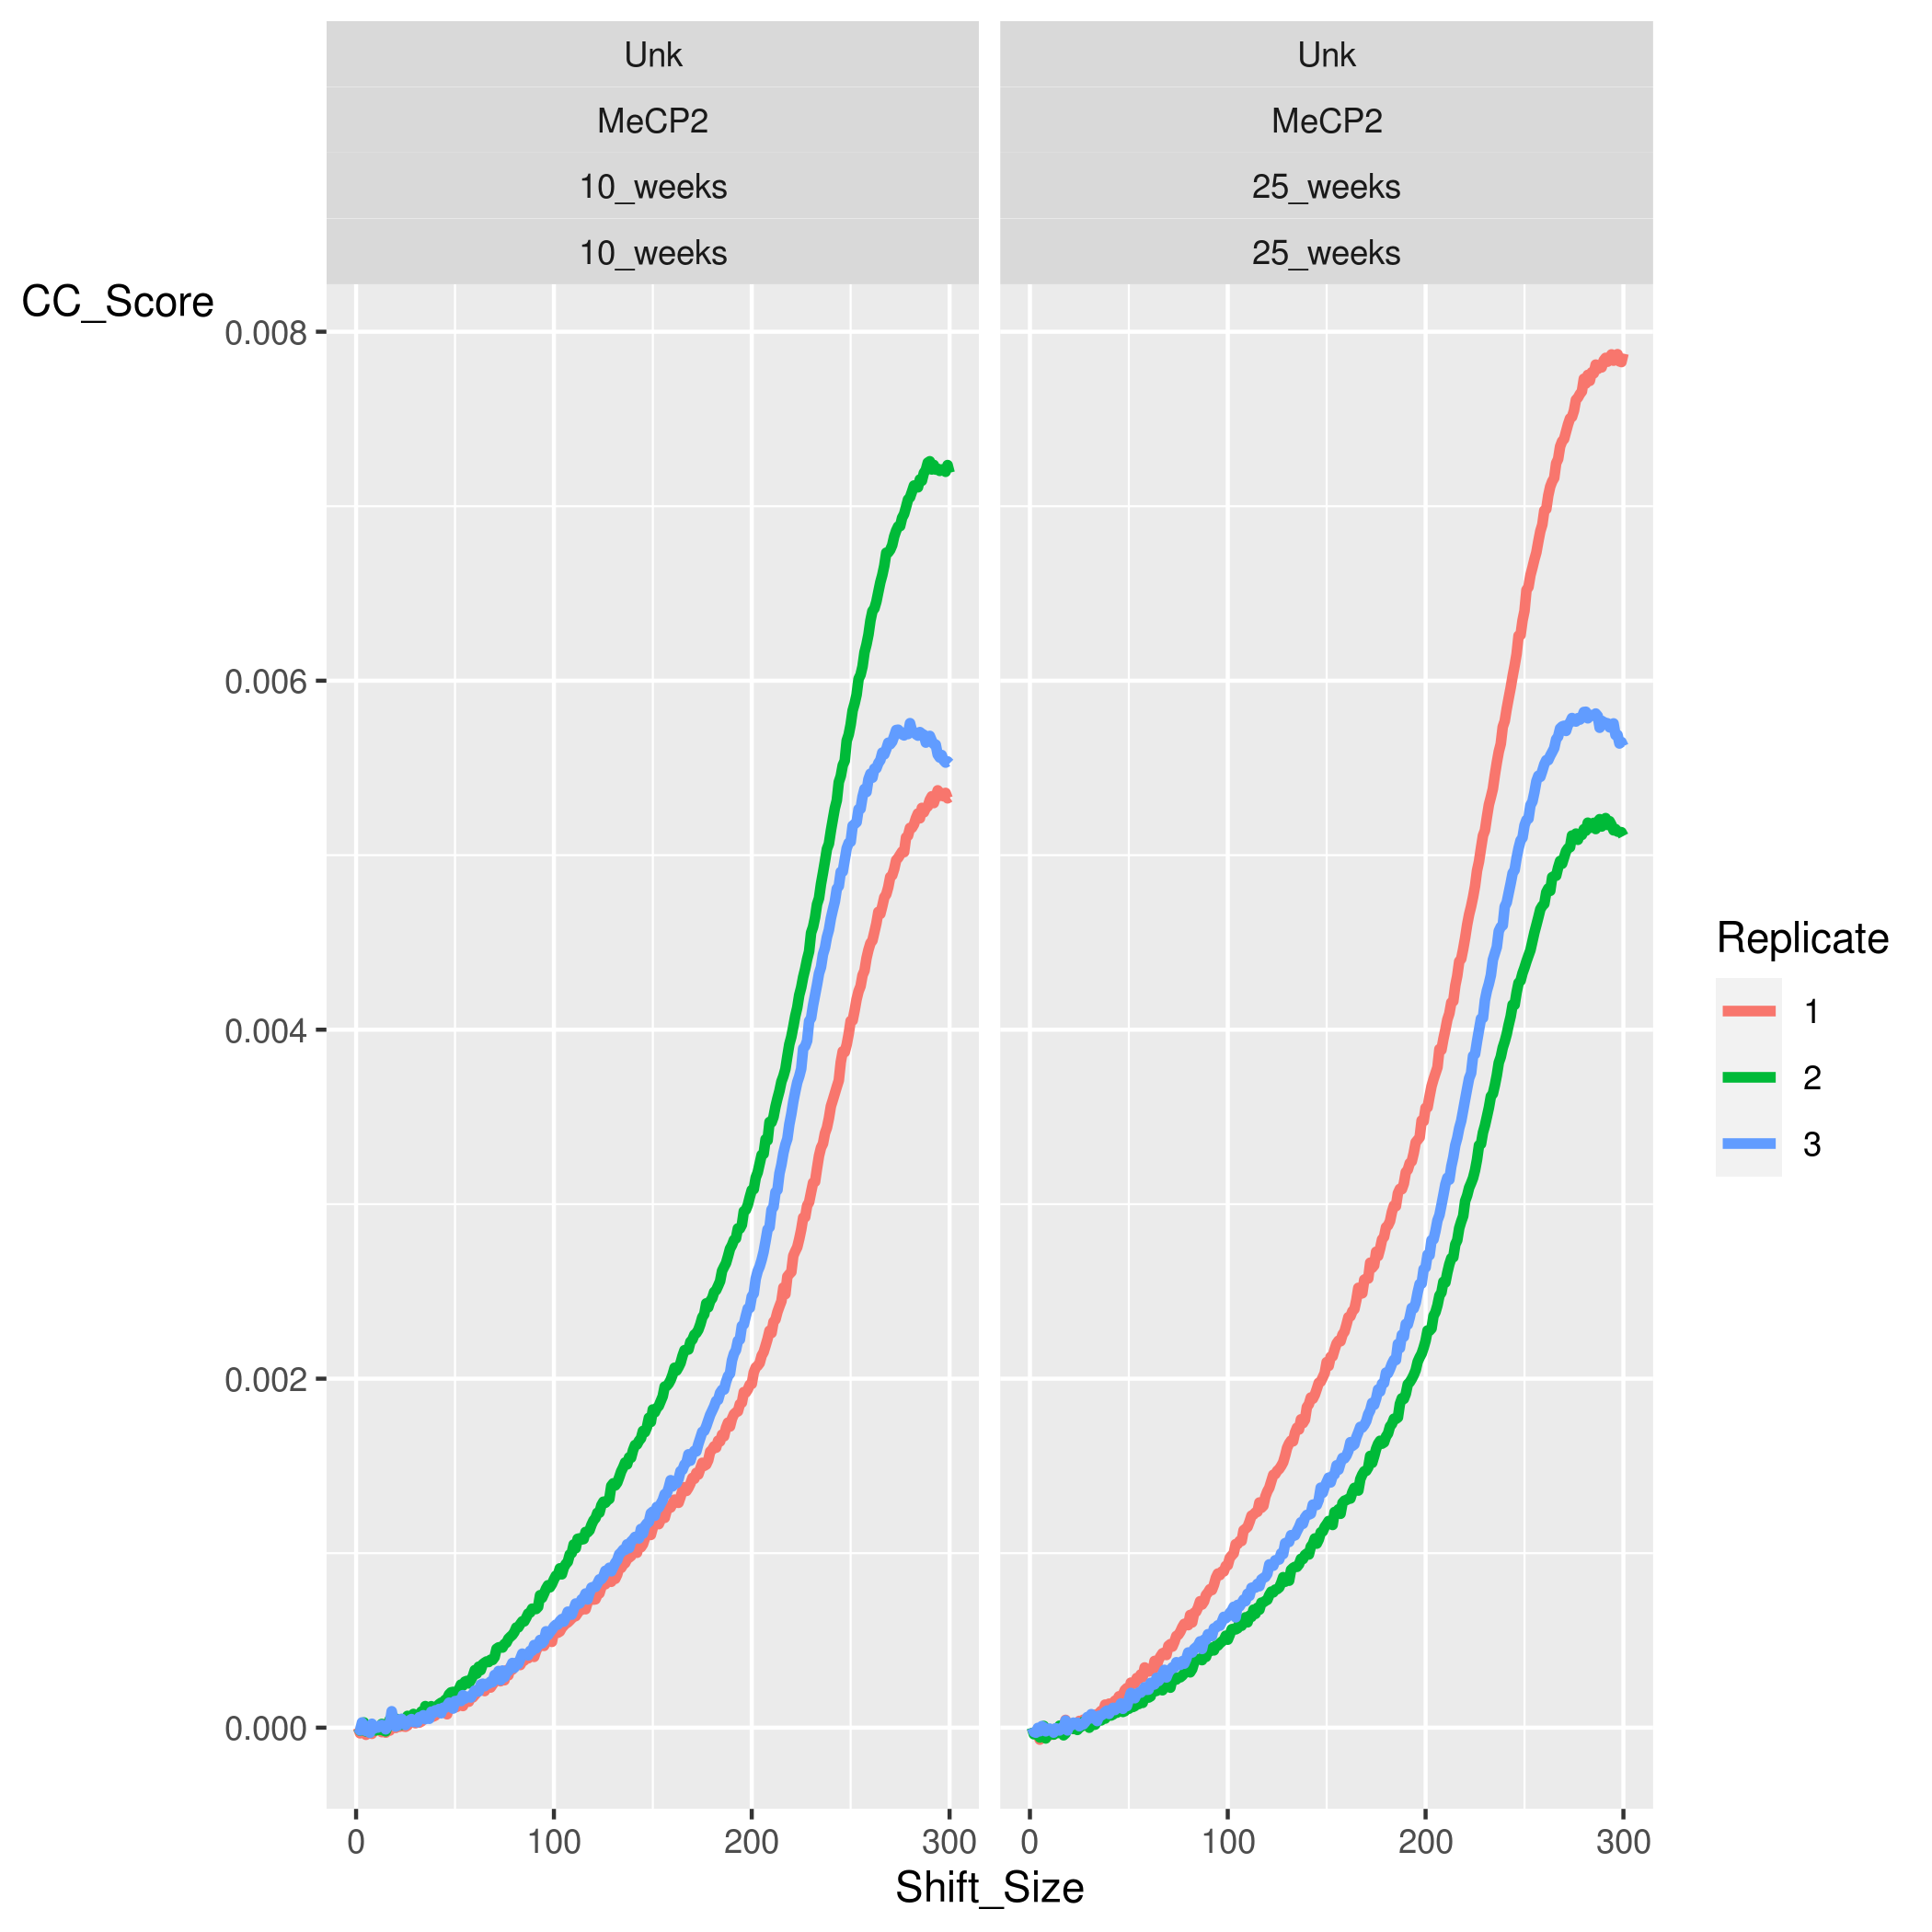 Unk Unk
MeCP2 MeCP2
10_weeks 25_weeks
10_weeks 25_weeks
CC_Score
0.008
0.006
0.004
0.002
0.000
0 100 200 300 0 100 200 300
Shift_Size
Replicate
1
2
3